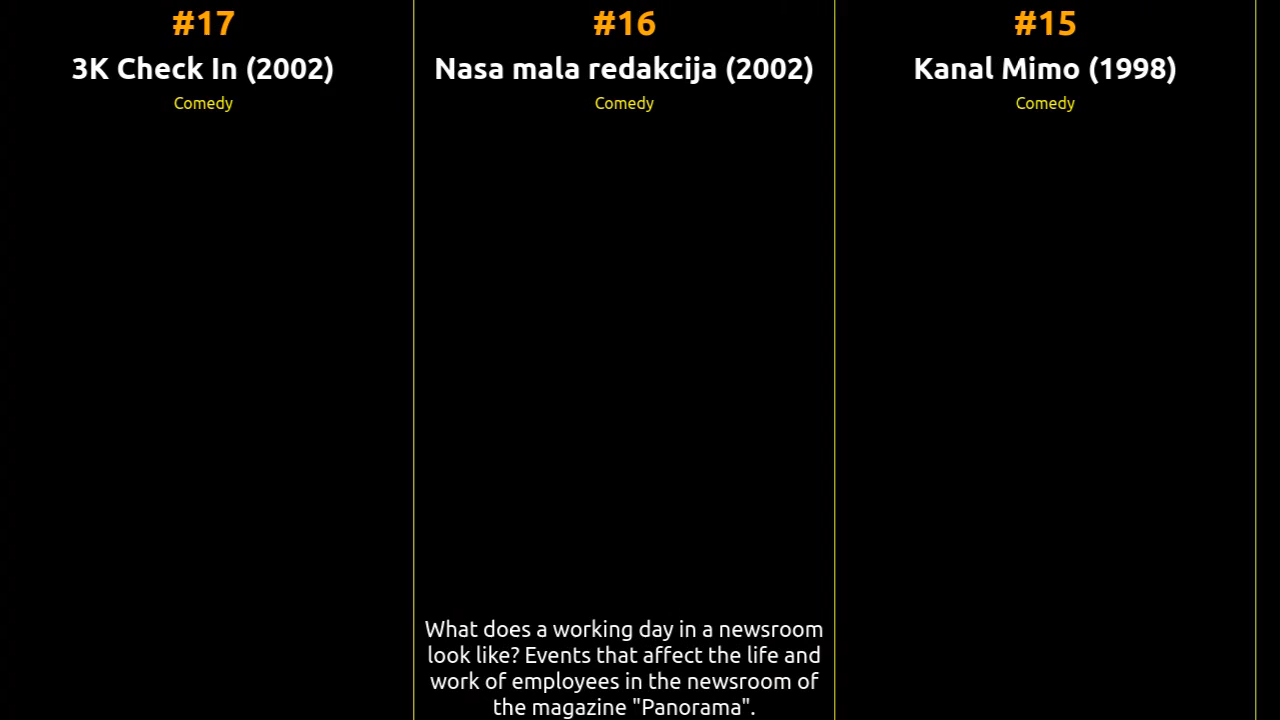 #17
3K Check In (2002)
Comedy
#16
Nasa mala redakcija (2002)
Comedy
What does a working day in a newsroom
look like? Events that affect the life and
work of employees in the newsroom of
the magazine "Panorama".
#15
Kanal Mimo (1998)
Comedy